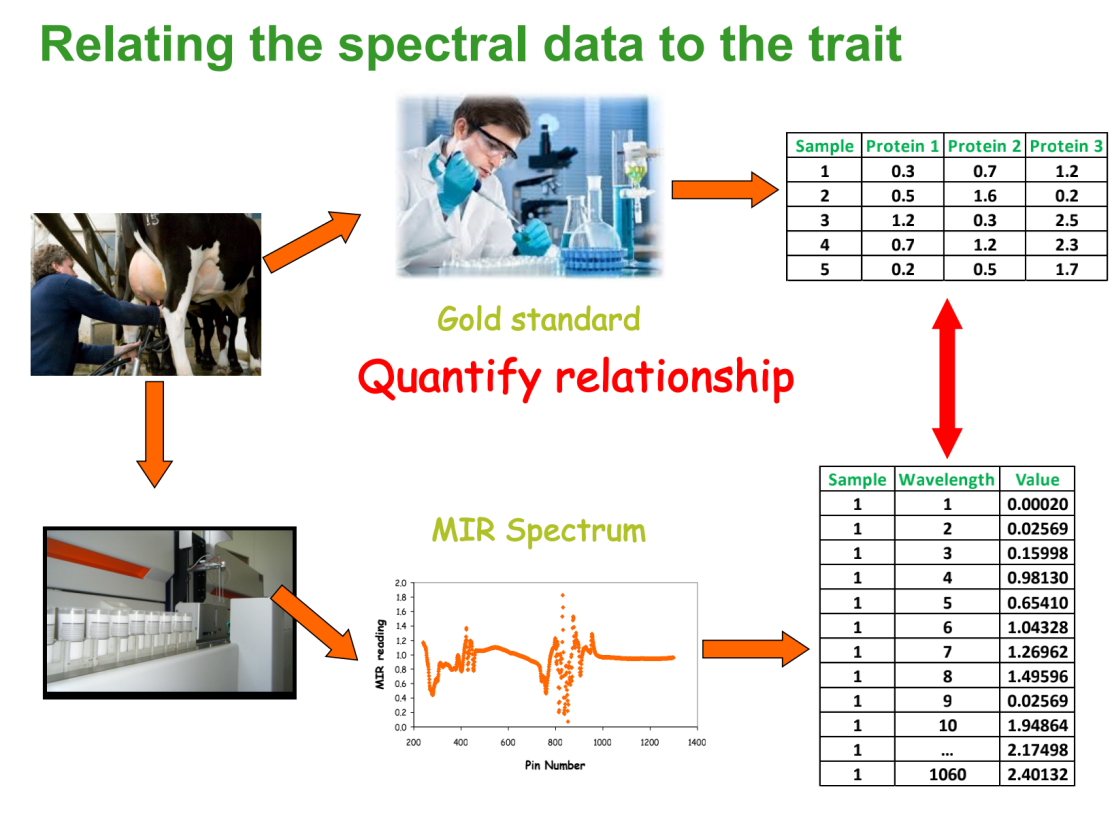 Relating the spectral data to the trait
Sample Protein 1 Protein 2 Protein 3
1 0.3 0.7 1.2
2 0.5 1.6 0.2
3 1.2 0.3 2.5
4 0.7 1.2 2.3
5 0.2 0.5 1.7
Gold standard
Quantify relationship
MIR Spectrum
2.0
1.8
1.6
1.4
1.2
1.0
0.8
0.6
0.4
0.2
0.0
MIR reading
200 400 600 800 1000 1200 1400
Pin Number
Sample Wavelength Value
1 1 0.00020
1 2 0.02569
1 3 0.15998
1 4 0.98130
1 5 0.65410
1 6 1.04328
1 7 1.26962
1 8 1.49596
1 9 0.02569
1 10 1.94864
1 ... 2.17498
1 1060 2.40132